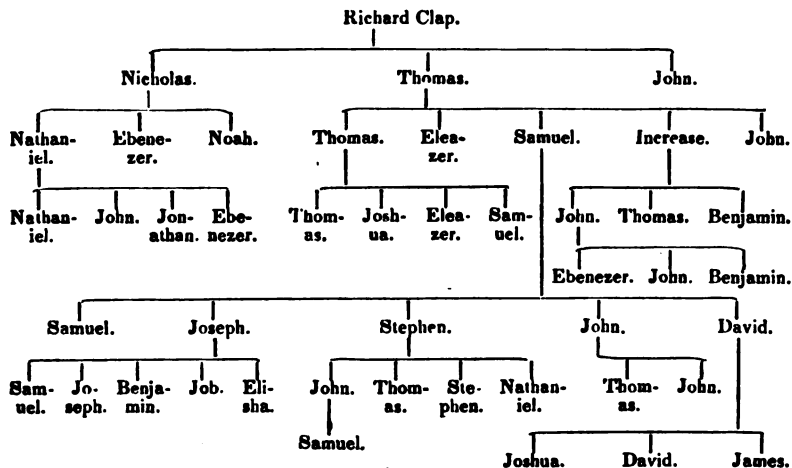 Richard Clap.
Nicholas. Thomas. John.
Nathan- Ebene- Noah. Thomas. Elea- Samuel. Increase. John.
iel. zer. zer.
Nathan- John. Jon- Ebe- Thom- Josh- Elea- Sam- John. Thomas. Benjamin.
iel. athan. nezer. as. ua. zer. uel.
Ebenezer. John. Benjamin.
Samuel. Joseph. Stephen. John. David.
Sam- Jo- Benja- Job. Eli- John. Thom- Ste- Nathan- Thom- John.
uel. seph. min. sha. as. phen. iel. as.
Samuel.
Joshua. David. James.